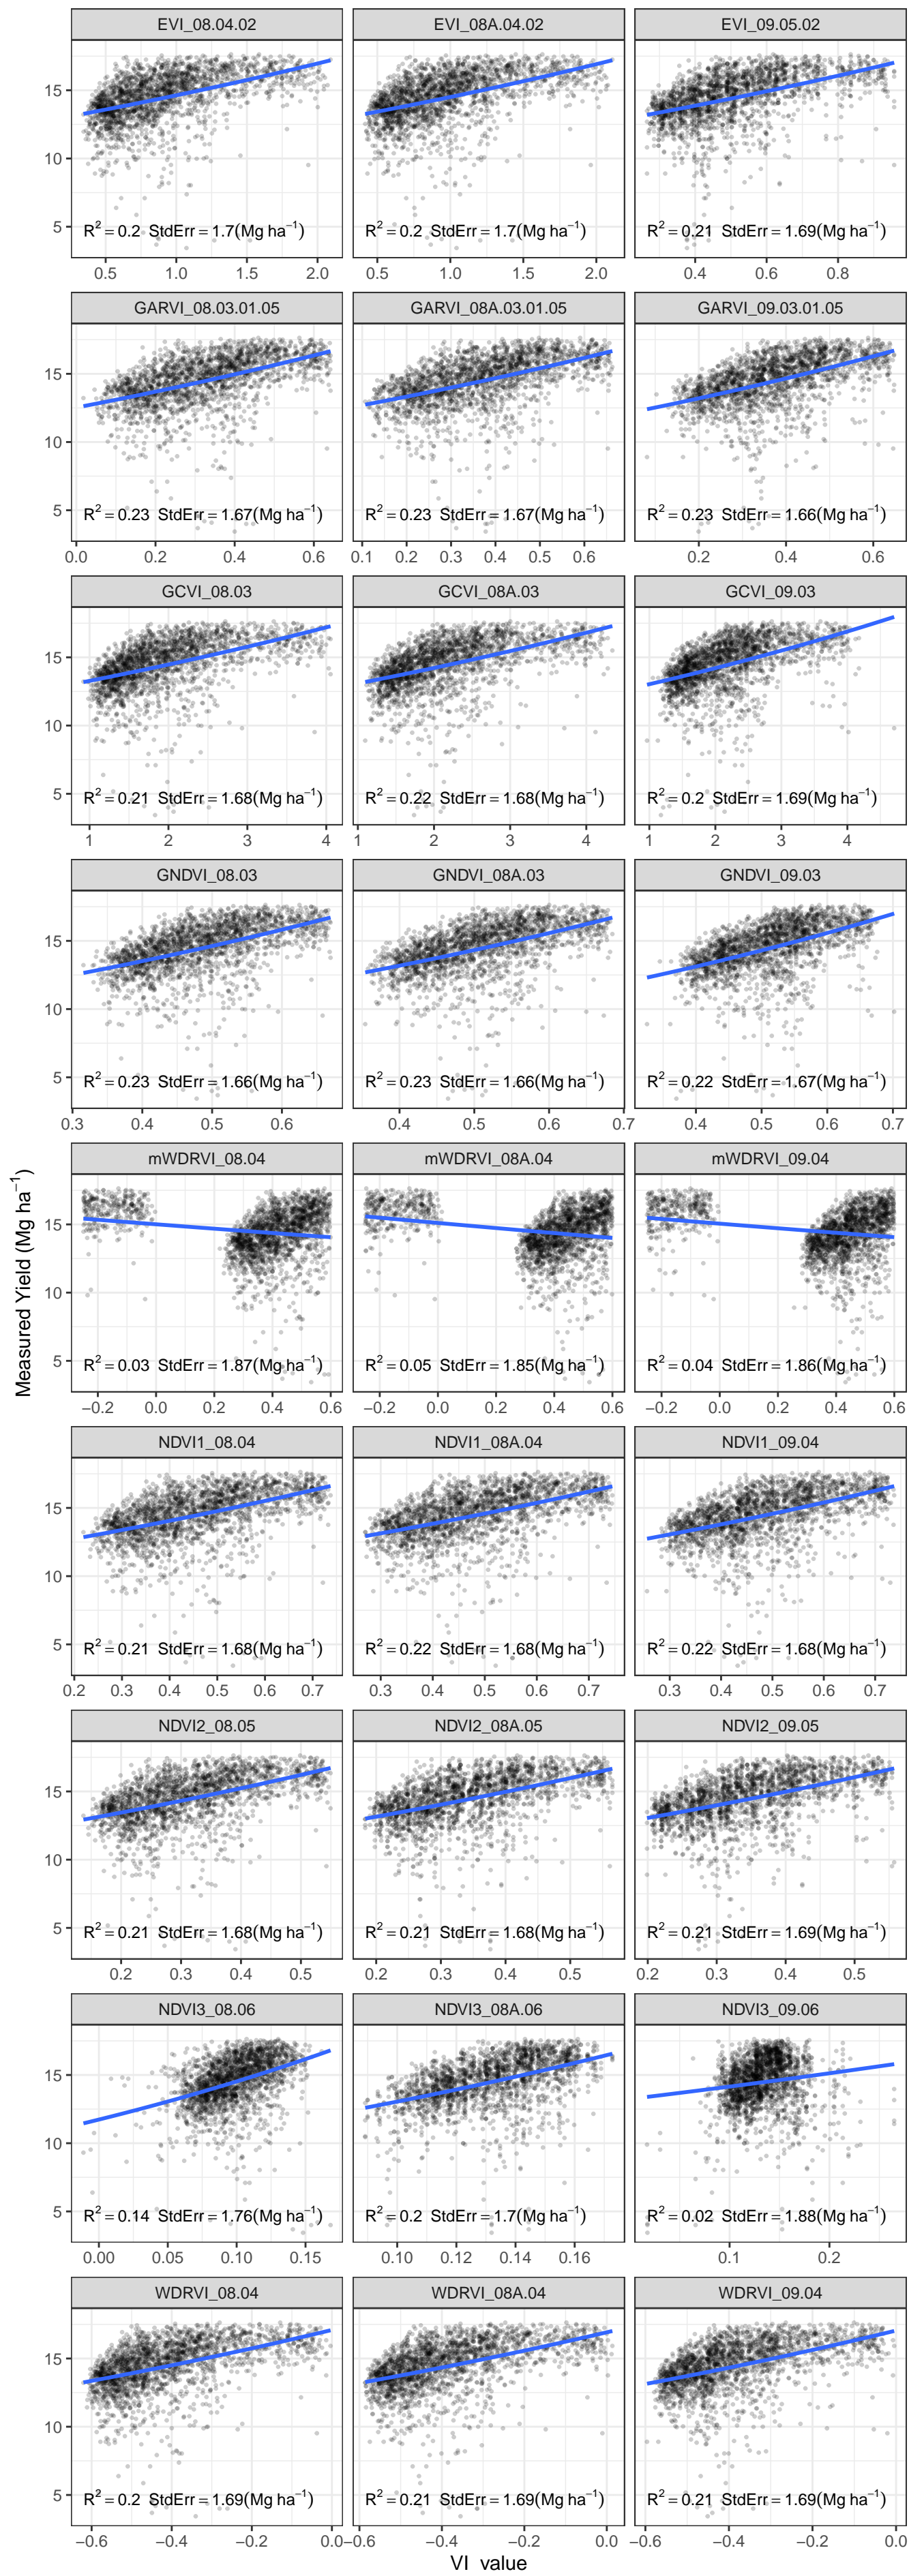 EVI_08.04.02 EVI_08A.04.02 EVI_09.05.02
15
10
5
R² = 0.2 StdErr = 1.7(Mg ha⁻¹) R² = 0.2 StdErr = 1.7(Mg ha⁻¹) R² = 0.21 StdErr = 1.69(Mg ha⁻¹)
0.5 1.0 1.5 2.0 0.5 1.0 1.5 2.0 0.4 0.6 0.8
GARVI_08.03.01.05 GARVI_08A.03.01.05 GARVI_09.03.01.05
15
10
5
R² = 0.23 StdErr = 1.67(Mg ha⁻¹) R² = 0.23 StdErr = 1.67(Mg ha⁻¹) R² = 0.23 StdErr = 1.66(Mg ha⁻¹)
0.0 0.2 0.4 0.6 0.1 0.2 0.3 0.4 0.5 0.6 0.2 0.4 0.6
GCVI_08.03 GCVI_08A.03 GCVI_09.03
15
10
5
R² = 0.21 StdErr = 1.68(Mg ha⁻¹) R² = 0.22 StdErr = 1.68(Mg ha⁻¹) R² = 0.2 StdErr = 1.69(Mg ha⁻¹)
1 2 3 4 1 2 3 4 1 2 3 4
GNDVI_08.03 GNDVI_08A.03 GNDVI_09.03
15
10
5
R² = 0.23 StdErr = 1.66(Mg ha⁻¹) R² = 0.23 StdErr = 1.66(Mg ha⁻¹) R² = 0.22 StdErr = 1.67(Mg ha⁻¹)
0.3 0.4 0.5 0.6 0.4 0.5 0.6 0.7 0.4 0.5 0.6 0.7
Measured Yield (Mg ha⁻¹)
mWDRVI_08.04 mWDRVI_08A.04 mWDRVI_09.04
15
10
5
R² = 0.03 StdErr = 1.87(Mg ha⁻¹) R² = 0.05 StdErr = 1.85(Mg ha⁻¹) R² = 0.04 StdErr = 1.86(Mg ha⁻¹)
−0.2 0.0 0.2 0.4 0.6 −0.2 0.0 0.2 0.4 0.6 −0.2 0.0 0.2 0.4 0.6
NDVI1_08.04 NDVI1_08A.04 NDVI1_09.04
15
10
5
R² = 0.21 StdErr = 1.68(Mg ha⁻¹) R² = 0.22 StdErr = 1.68(Mg ha⁻¹) R² = 0.22 StdErr = 1.68(Mg ha⁻¹)
0.2 0.3 0.4 0.5 0.6 0.7 0.3 0.4 0.5 0.6 0.7 0.3 0.4 0.5 0.6 0.7
NDVI2_08.05 NDVI2_08A.05 NDVI2_09.05
15
10
5
R² = 0.21 StdErr = 1.68(Mg ha⁻¹) R² = 0.21 StdErr = 1.68(Mg ha⁻¹) R² = 0.21 StdErr = 1.69(Mg ha⁻¹)
0.2 0.3 0.4 0.5 0.2 0.3 0.4 0.5 0.2 0.3 0.4 0.5
NDVI3_08.06 NDVI3_08A.06 NDVI3_09.06
15
10
5
R² = 0.14 StdErr = 1.76(Mg ha⁻¹) R² = 0.2 StdErr = 1.7(Mg ha⁻¹) R² = 0.02 StdErr = 1.88(Mg ha⁻¹)
0.00 0.05 0.10 0.15 0.10 0.12 0.14 0.16 0.1 0.2
WDRVI_08.04 WDRVI_08A.04 WDRVI_09.04
15
10
5
R² = 0.2 StdErr = 1.69(Mg ha⁻¹) R² = 0.21 StdErr = 1.69(Mg ha⁻¹) R² = 0.21 StdErr = 1.69(Mg ha⁻¹)
−0.6 −0.4 −0.2 0.0 −0.6 −0.4 −0.2 0.0 −0.6 −0.4 −0.2 0.0
VI value